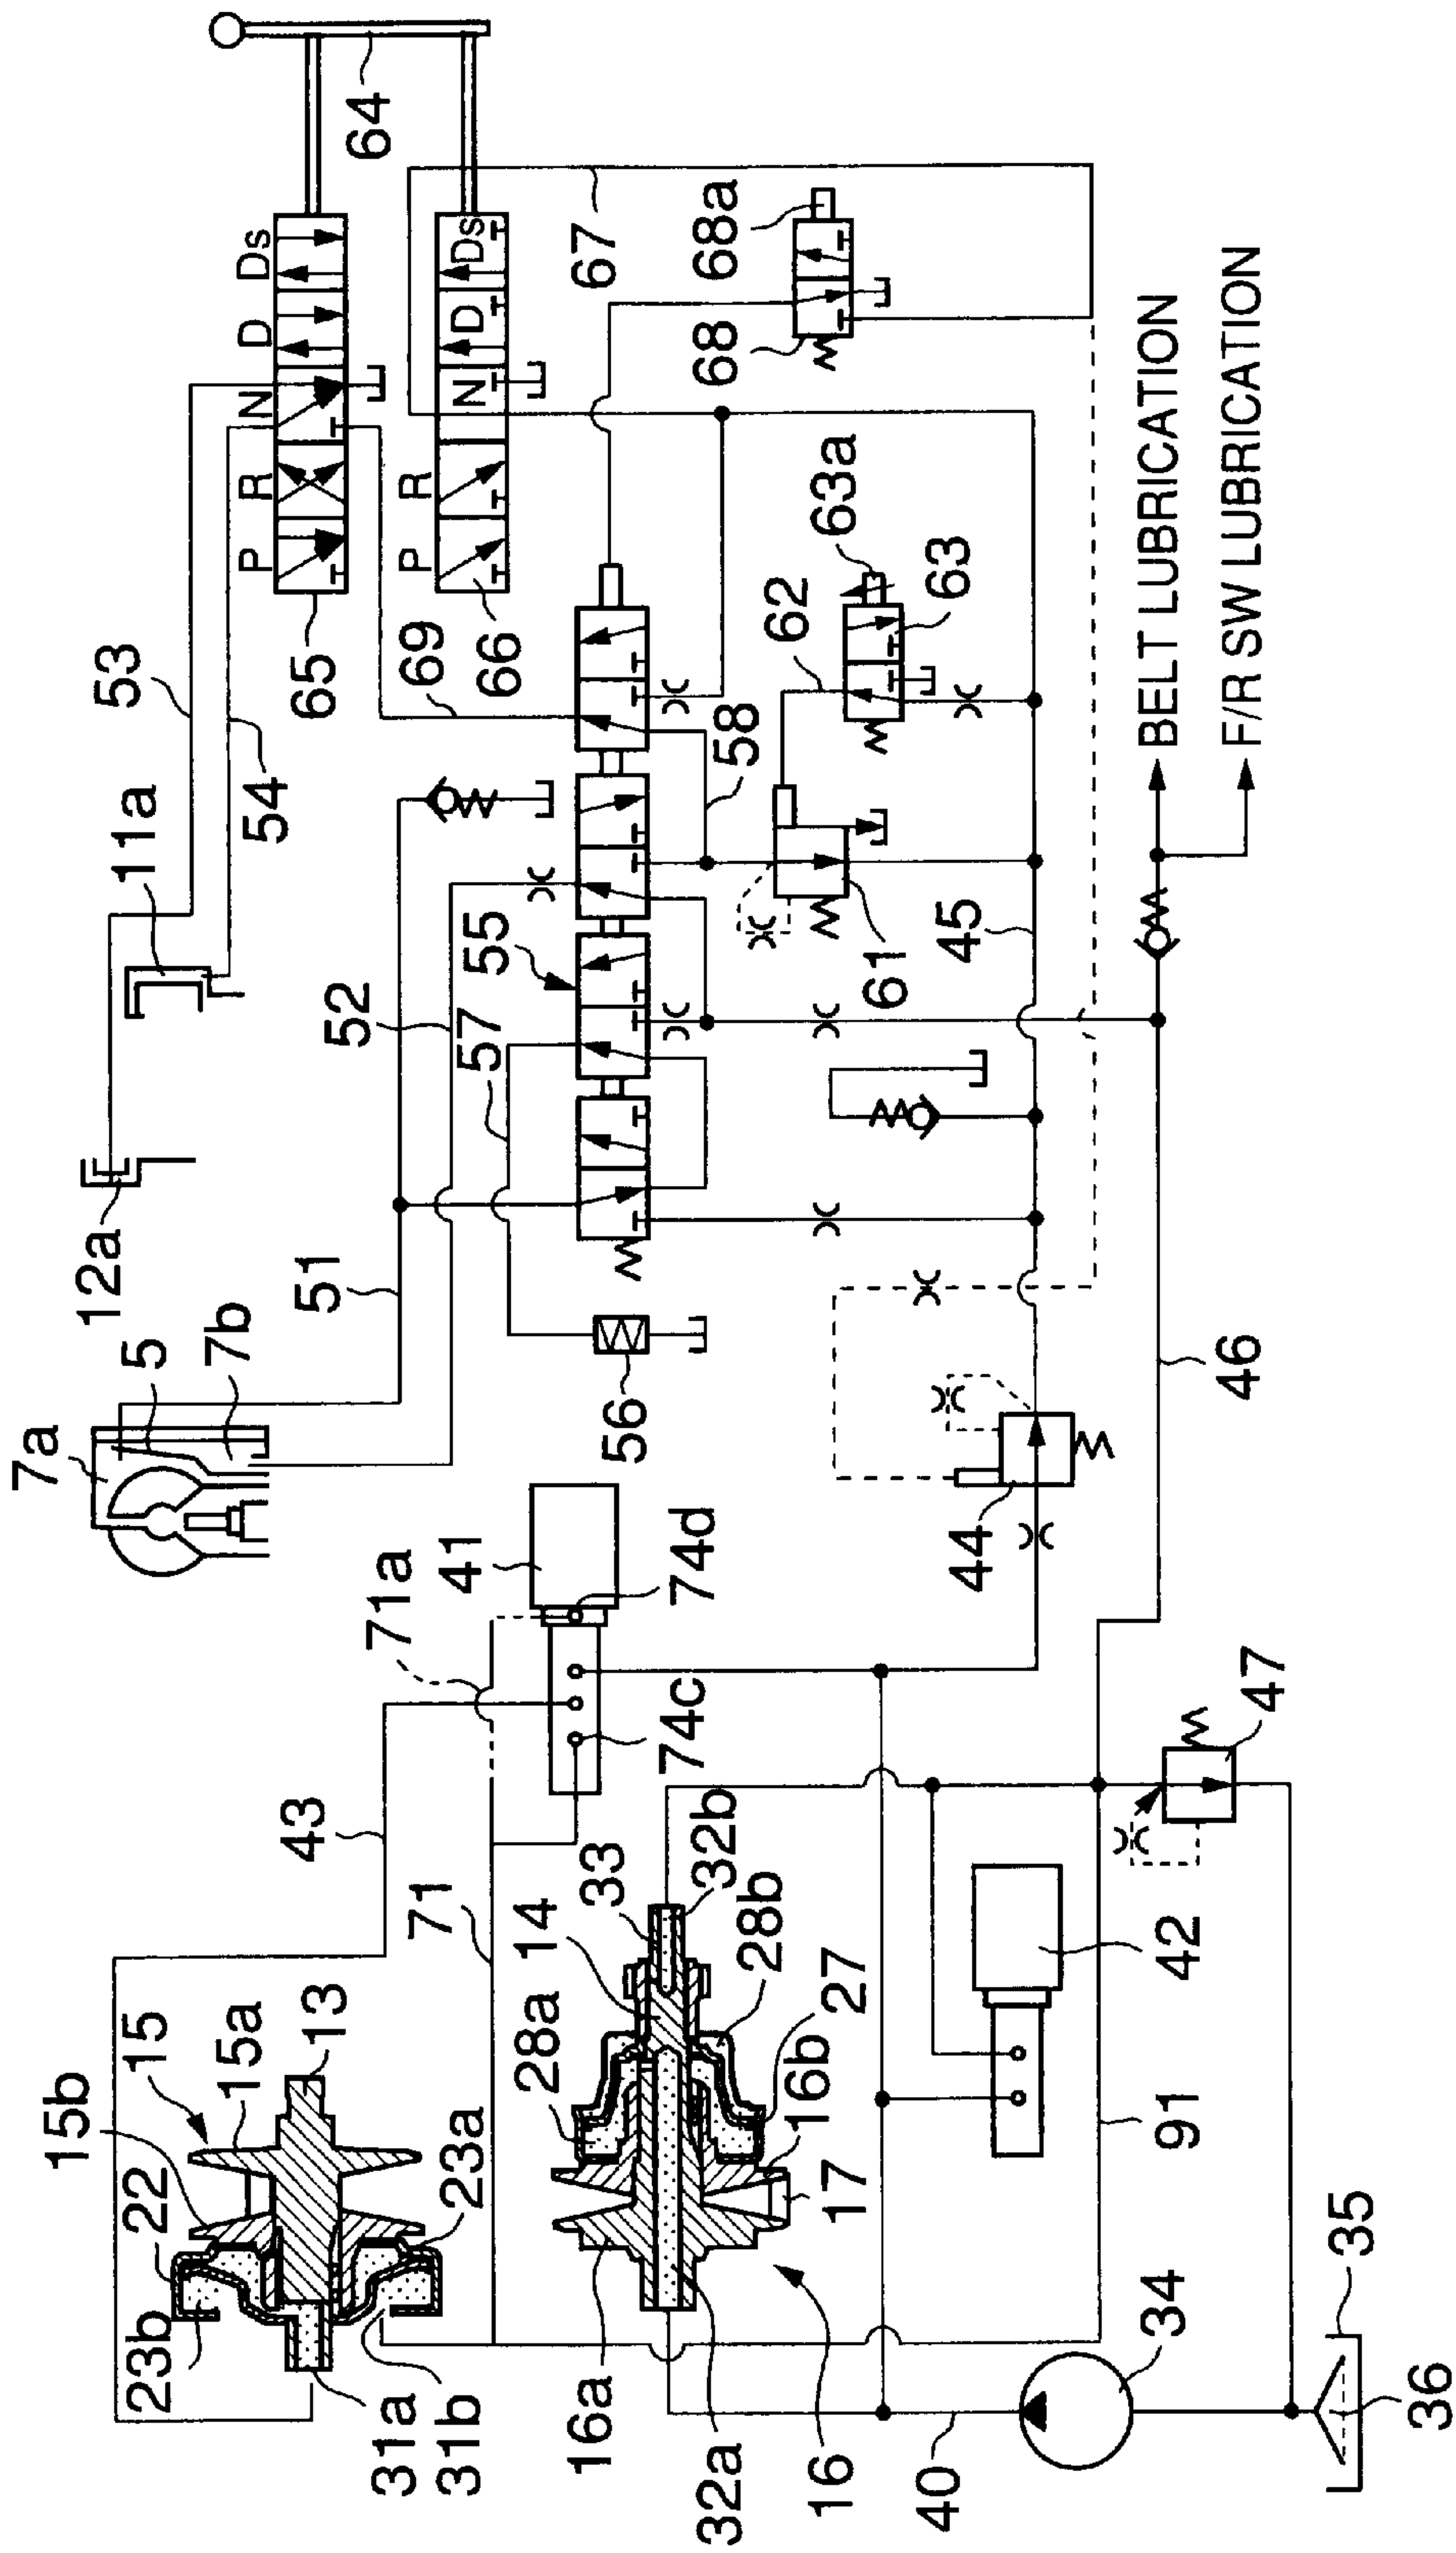 7a
15b
12a
15
5
11a
53
23b
22
15a
7b
54
P R N D Ds
13
43
51
65
52
64
31a
71
71a
69
P R N D Ds
31b
23a
41
57
55
66
28a
14
16a
33
56
67
74c
74d
32a
32b
58
68
68a
28b
62
16b
63a
16
17
27
61
63
40
44
45
34
91
42
BELT LUBRICATION
47
46
F/R SW LUBRICATION
35
36